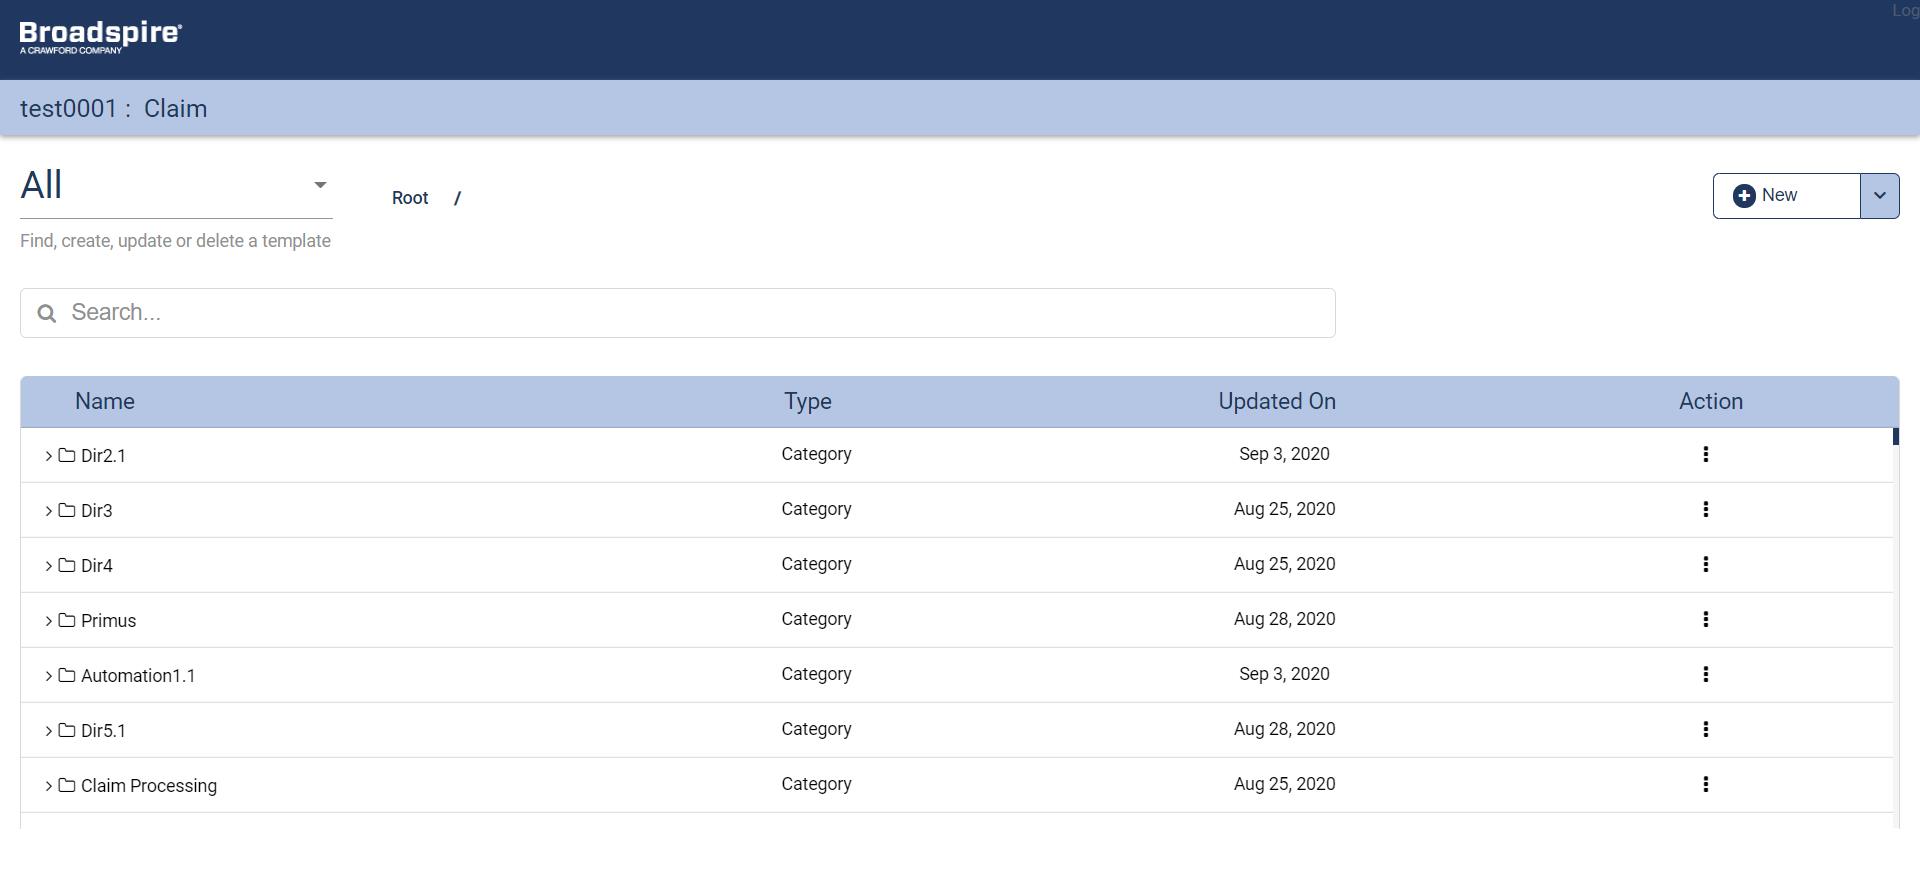 Log
Broadspire®
A CRAWFORD COMPANY
test0001 : Claim
All
Root /
New
Find, create, update or delete a template
Search...
Name Type Updated On Action
Dir2.1 Category Sep 3, 2020
Dir3 Category Aug 25, 2020
Dir4 Category Aug 25, 2020
Primus Category Aug 28, 2020
Automation1.1 Category Sep 3, 2020
Dir5.1 Category Aug 28, 2020
Claim Processing Category Aug 25, 2020